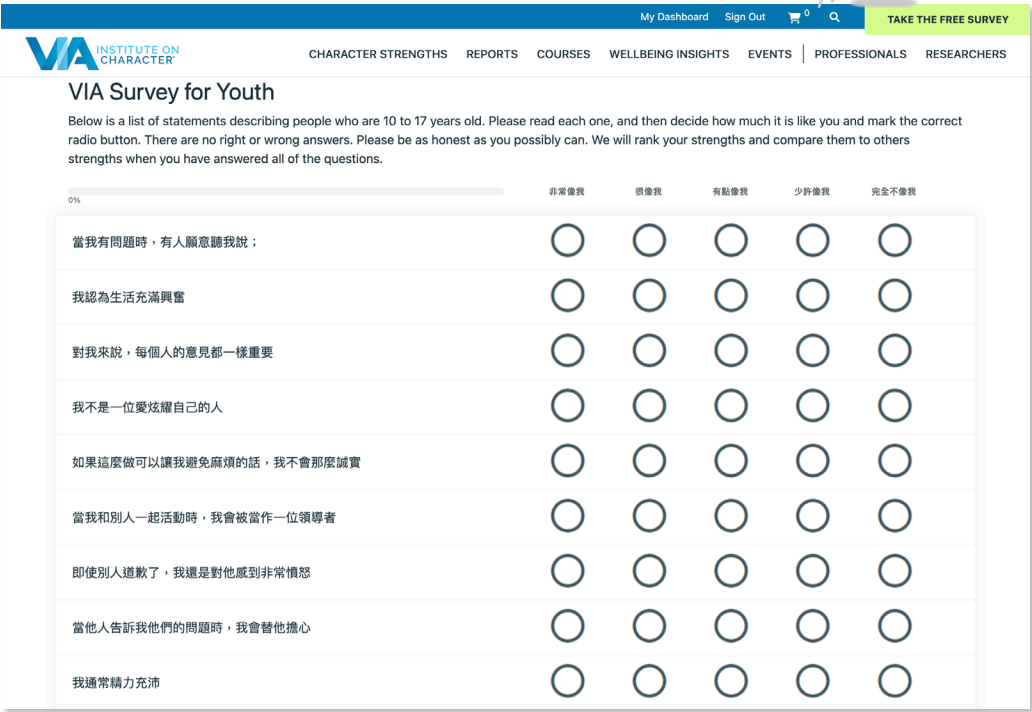 My Dashboard Sign Out 0
TAKE THE FREE SURVEY
VIA INSTITUTE ON CHARACTER
CHARACTER STRENGTHS REPORTS COURSES WELLBEING INSIGHTS EVENTS PROFESSIONALS RESEARCHERS
VIA Survey for Youth
Below is a list of statements describing people who are 10 to 17 years old. Please read each one, and then decide how much it is like you and mark the correct
radio button. There are no right or wrong answers. Please be as honest as you possibly can. We will rank your strengths and compare them to others
strengths when you have answered all of the questions.
0%
非常像我 很像我 有點像我 少許像我 完全不像我
當我有問題時，有人願意聽我說；
我認為生活充滿興奮
對我來說，每個人的意見都一樣重要
我不是一位愛炫耀自己的人
如果這麼做可以讓我避免麻煩的話，我不會那麼誠實
當我和別人一起活動時，我會被當作一位領導者
即使別人道歉了，我還是對他感到非常憤怒
當他人告訴我他們的問題時，我會替他擔心
我通常精力充沛